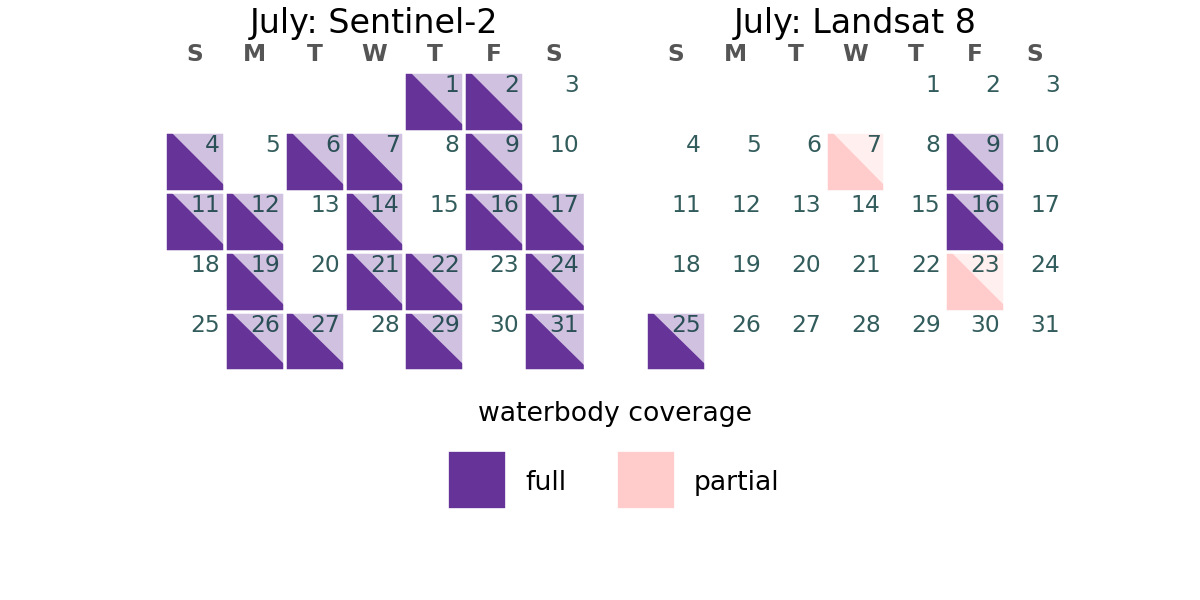 July: Sentinel-2
S M T W T F S
1 2 3
4 5 6 7 8 9 10
11 12 13 14 15 16 17
18 19 20 21 22 23 24
25 26 27 28 29 30 31
July: Landsat 8
S M T W T F S
1 2 3
4 5 6 7 8 9 10
11 12 13 14 15 16 17
18 19 20 21 22 23 24
25 26 27 28 29 30 31
waterbody coverage
full partial